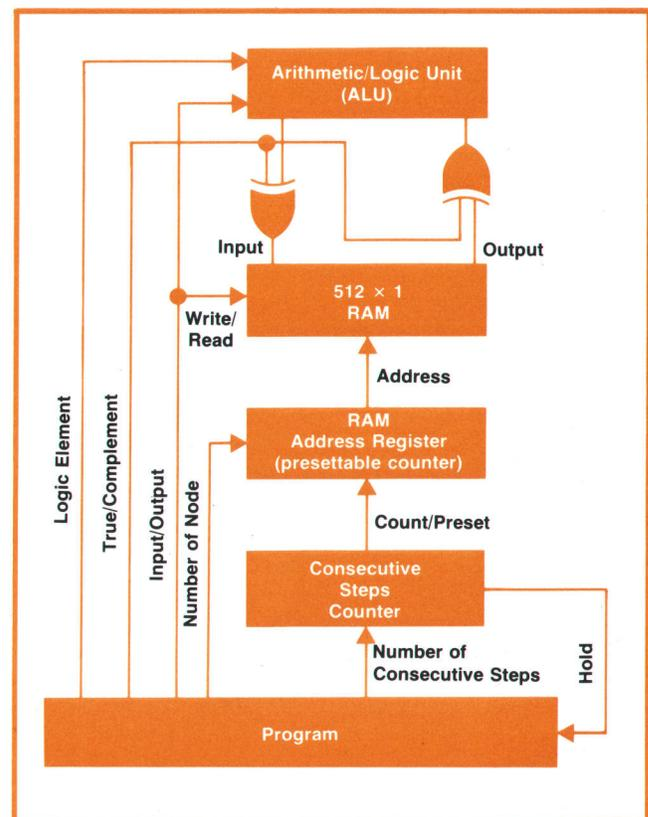 Arithmetic/Logic Unit
(ALU)
Input
Output
512 × 1
RAM
Write/
Read
Address
RAM
Address Register
(presettable counter)
Count/Preset
Consecutive
Steps
Counter
Number of
Consecutive Steps
Hold
Logic Element
True/Complement
Input/Output
Number of Node
Program